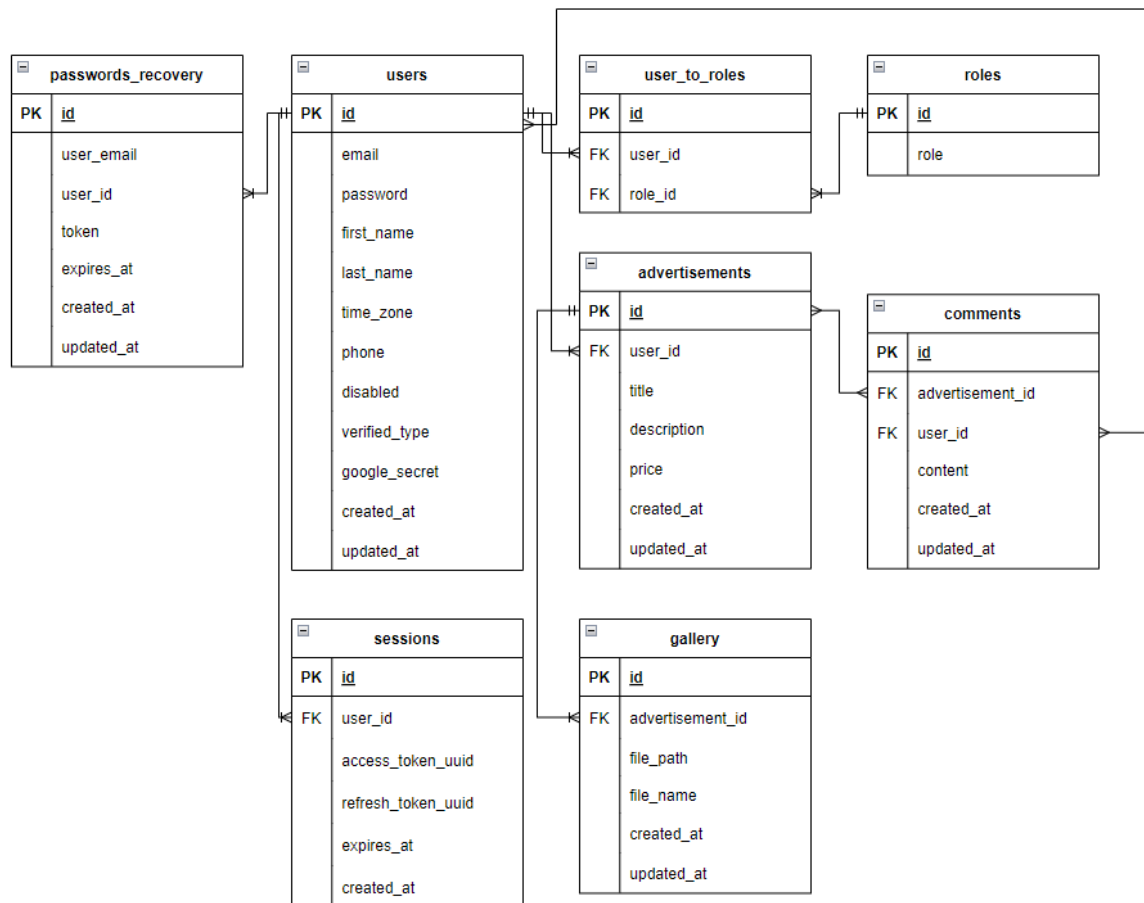 passwords_recovery
PK id
user_email
user_id
token
expires_at
created_at
updated_at
users
PK id
email
password
first_name
last_name
time_zone
phone
disabled
verified_type
google_secret
created_at
updated_at
user_to_roles
PK id
FK user_id
FK role_id
roles
PK id
role
advertisements
PK id
FK user_id
title
description
price
created_at
updated_at
comments
PK id
FK advertisement_id
FK user_id
content
created_at
updated_at
sessions
PK id
FK user_id
access_token_uuid
refresh_token_uuid
expires_at
created_at
gallery
PK id
FK advertisement_id
file_path
file_name
created_at
updated_at